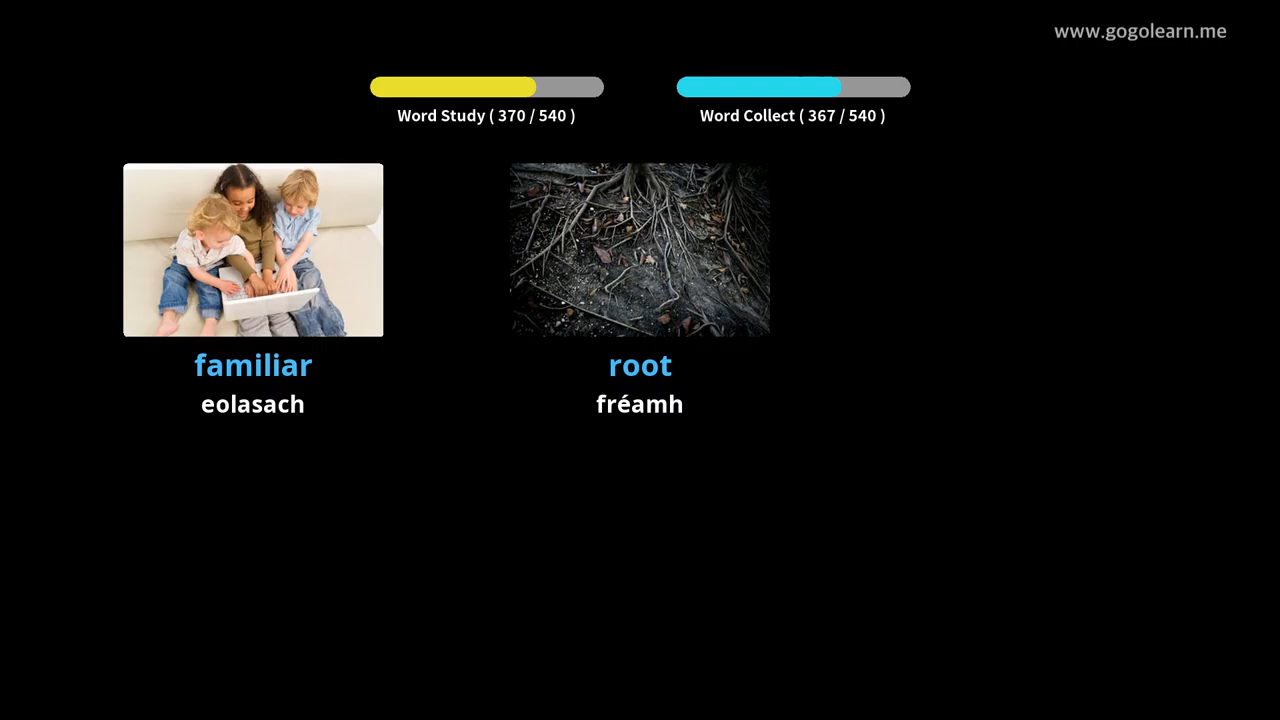 www.gogolearn.me
Word Study ( 370 / 540 )
Word Collect ( 367 / 540 )
familiar
eolasach
root
fréamh